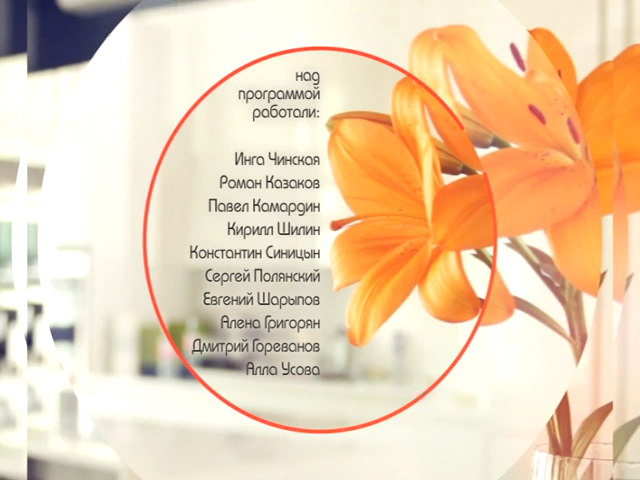 над
программой
работали:
Инга Чинская
Роман Казаков
Павел Камардин
Кирилл Шилин
Константин Синицын
Сергей Полянский
Евгений Шарыпов
Алена Григорян
Дмитрий Гореванов
Алла Усова